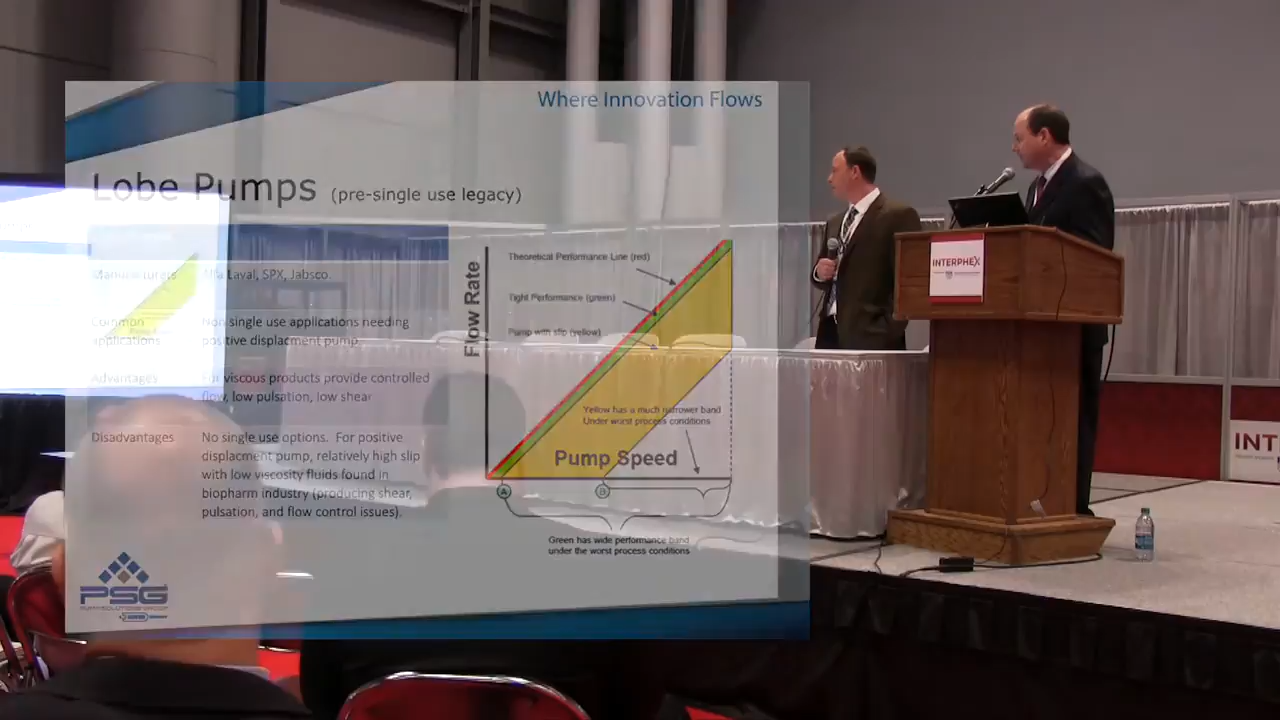 Where Innovation Flows
Lobe Pumps (pre-single use legacy)
Manufacturers
Alfa Laval, SPX, Jabsco.
Common
applications
Non single use applications needing
positive displacment pump
Advantages
For viscous products provide controlled
flow, low pulsation, low shear
Disadvantages
No single use options. For positive
displacment pump, relatively high slip
with low viscosity fluids found in
biopharm industry (producing shear,
pulsation, and flow control issues).
Flow Rate
Theoretical Performance Line (red)
Tight Performance (green)
Pump with slip (yellow)
Yellow has a much narrower band
Under worst process conditions
Pump Speed
A
B
Green has wide performance band
under the worst process conditions
PSG
INTERPHEX
INT